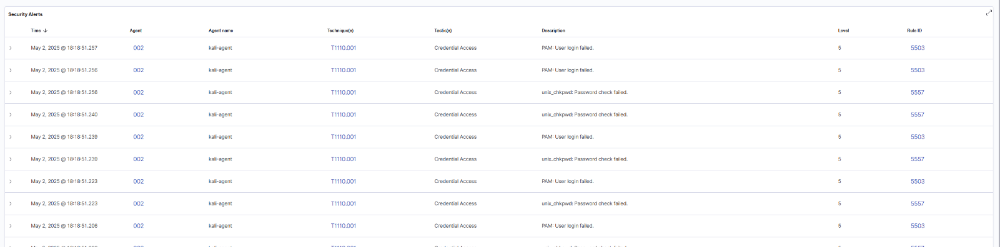 Security Alerts
Time Agent Agent name Technique(s) Tactic(s) Description Level Rule ID
May 2, 2025 @ 18:18:51.257 002 kali-agent T1110.001 Credential Access PAM: User login failed. 5 5503
May 2, 2025 @ 18:18:51.256 002 kali-agent T1110.001 Credential Access PAM: User login failed. 5 5503
May 2, 2025 @ 18:18:51.256 002 kali-agent T1110.001 Credential Access unix_chkpwd: Password check failed. 5 5557
May 2, 2025 @ 18:18:51.240 002 kali-agent T1110.001 Credential Access unix_chkpwd: Password check failed. 5 5557
May 2, 2025 @ 18:18:51.239 002 kali-agent T1110.001 Credential Access PAM: User login failed. 5 5503
May 2, 2025 @ 18:18:51.239 002 kali-agent T1110.001 Credential Access unix_chkpwd: Password check failed. 5 5557
May 2, 2025 @ 18:18:51.223 002 kali-agent T1110.001 Credential Access PAM: User login failed. 5 5503
May 2, 2025 @ 18:18:51.223 002 kali-agent T1110.001 Credential Access unix_chkpwd: Password check failed. 5 5557
May 2, 2025 @ 18:18:51.206 002 kali-agent T1110.001 Credential Access PAM: User login failed. 5 5503